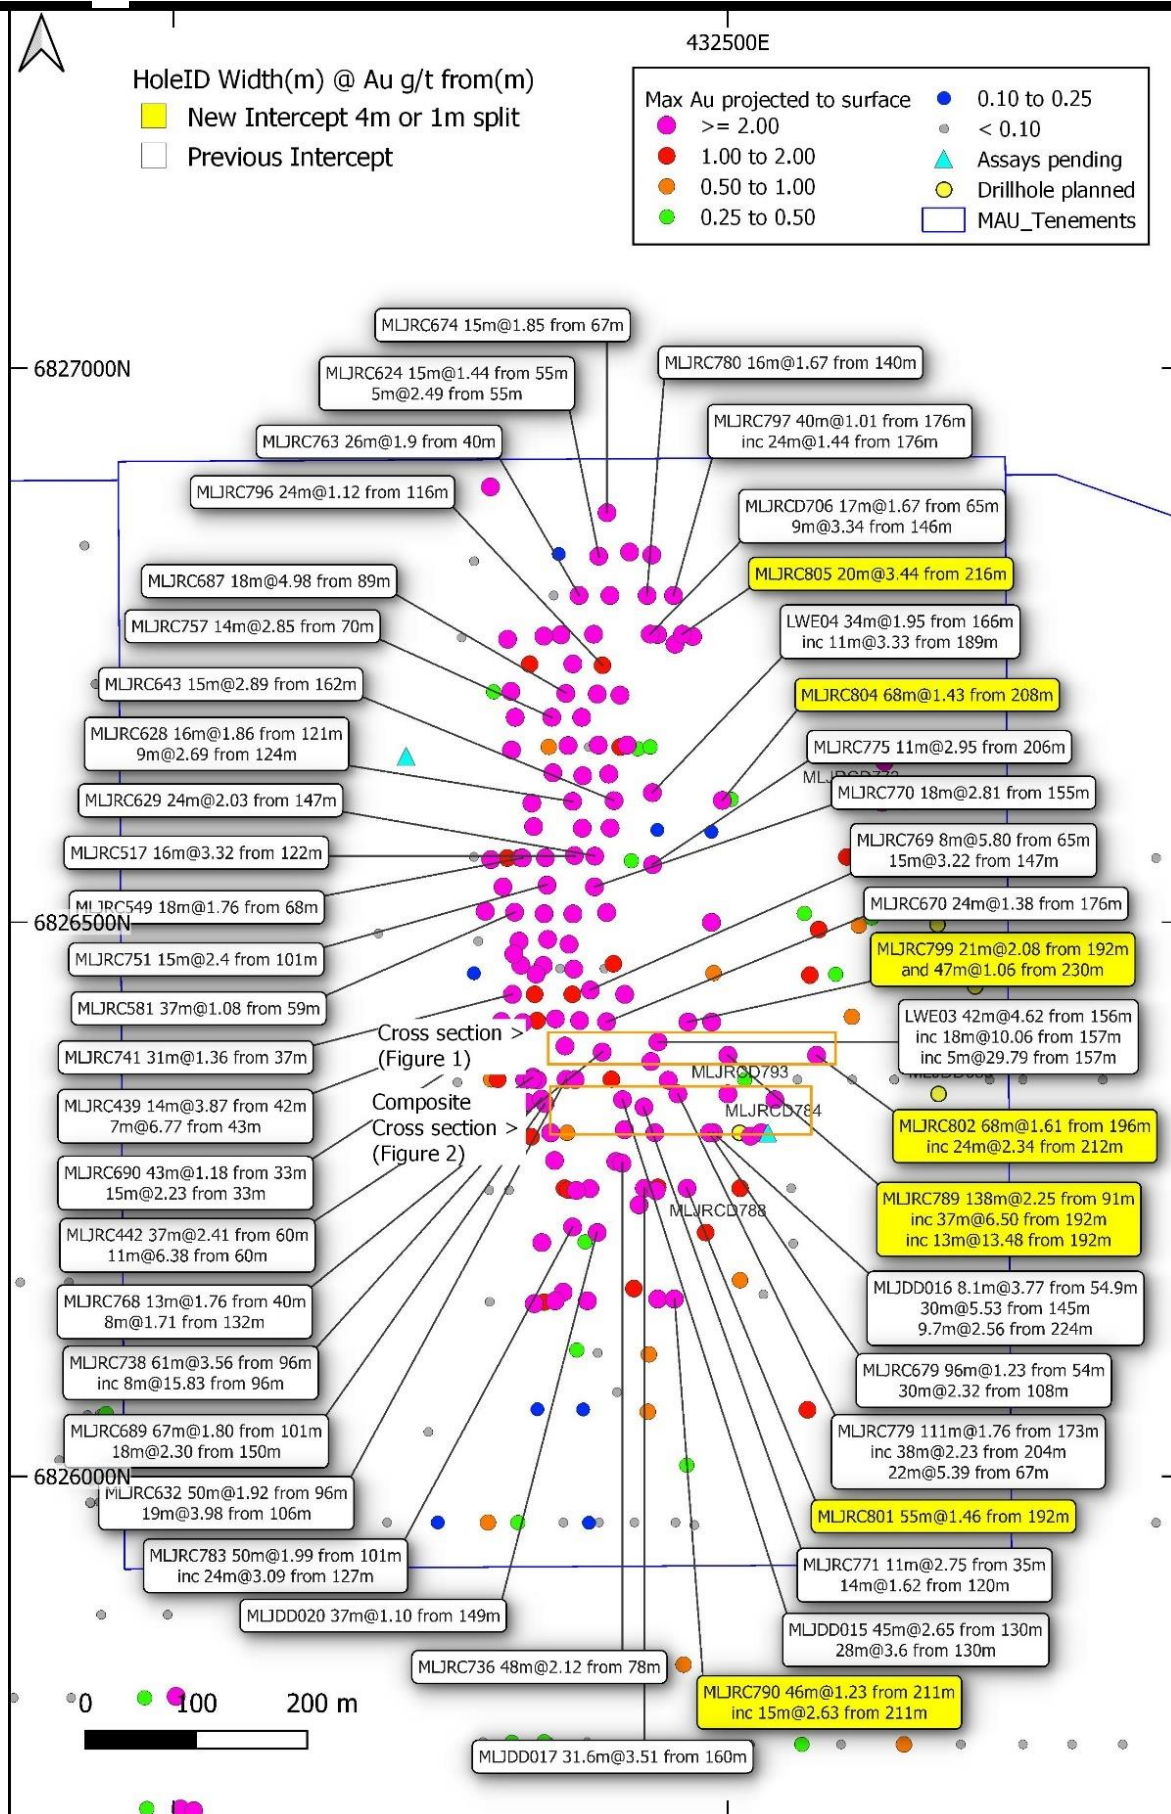 432500E
HoleID Width(m) @ Au g/t from(m)
New Intercept 4m or 1m split
Previous Intercept
Max Au projected to surface
>= 2.00
1.00 to 2.00
0.50 to 1.00
0.25 to 0.50
0.10 to 0.25
< 0.10
Assays pending
Drillhole planned
MAU_Tenements
MLJRC674 15m@1.85 from 67m
6827000N
MLJRC780 16m@1.67 from 140m
MLJRC624 15m@1.44 from 55m
5m@2.49 from 55m
MLJRC797 40m@1.01 from 176m
inc 24m@1.44 from 176m
MLJRC763 26m@1.9 from 40m
MLJRC796 24m@1.12 from 116m
MLJRCD706 17m@1.67 from 65m
9m@3.34 from 146m
MLJRC805 20m@3.44 from 216m
MLJRC687 18m@4.98 from 89m
MLJRC757 14m@2.85 from 70m
LWE04 34m@1.95 from 166m
inc 11m@3.33 from 189m
MLJRC643 15m@2.89 from 162m
MLJRC804 68m@1.43 from 208m
MLJRC628 16m@1.86 from 121m
9m@2.69 from 124m
MLJRC775 11m@2.95 from 206m
MLJRC770 18m@2.81 from 155m
MLJRC629 24m@2.03 from 147m
MLJRC769 8m@5.80 from 65m
15m@3.22 from 147m
MLJRC517 16m@3.32 from 122m
MLJRC549 18m@1.76 from 68m
MLJRC670 24m@1.38 from 176m
6826500N
MLJRC799 21m@2.08 from 192m
and 47m@1.06 from 230m
MLJRC751 15m@2.4 from 101m
MLJRC581 37m@1.08 from 59m
LWE03 42m@4.62 from 156m
inc 18m@10.06 from 157m
inc 5m@29.79 from 157m
Cross section >
(Figure 1)
MLJRC741 31m@1.36 from 37m
MLJRCD793
MLJRC439 14m@3.87 from 42m
7m@6.77 from 43m
Composite
Cross section >
(Figure 2)
MLJRCD784
MLJRC802 68m@1.61 from 196m
inc 24m@2.34 from 212m
MLJRC690 43m@1.18 from 33m
15m@2.23 from 33m
MLJRCD788
MLJRC789 138m@2.25 from 91m
inc 37m@6.50 from 192m
inc 13m@13.48 from 192m
MLJRC442 37m@2.41 from 60m
11m@6.38 from 60m
MLJDD016 8.1m@3.77 from 54.9m
30m@5.53 from 145m
9.7m@2.56 from 224m
MLJRC768 13m@1.76 from 40m
8m@1.71 from 132m
MLJRC738 61m@3.56 from 96m
inc 8m@15.83 from 96m
MLJRC679 96m@1.23 from 54m
30m@2.32 from 108m
MLJRC689 67m@1.80 from 101m
18m@2.30 from 150m
MLJRC779 111m@1.76 from 173m
inc 38m@2.23 from 204m
22m@5.39 from 67m
6826000N
MLJRC632 50m@1.92 from 96m
19m@3.98 from 106m
MLJRC801 55m@1.46 from 192m
MLJRC783 50m@1.99 from 101m
inc 24m@3.09 from 127m
MLJRC771 11m@2.75 from 35m
14m@1.62 from 120m
MLJDD020 37m@1.10 from 149m
MLJDD015 45m@2.65 from 130m
28m@3.6 from 130m
MLJRC736 48m@2.12 from 78m
MLJRC790 46m@1.23 from 211m
inc 15m@2.63 from 211m
0 100 200 m
MLJDD017 31.6m@3.51 from 160m